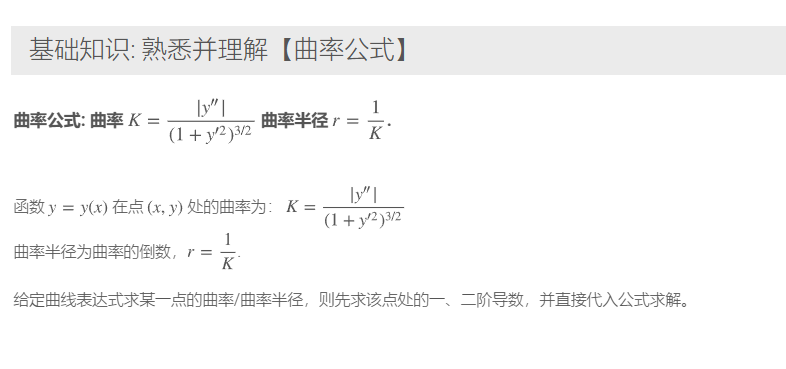 基础知识: 熟悉并理解【曲率公式】
曲率公式: 曲率 K = |y″| / (1 + y′²)^{3/2} 曲率半径 r = 1/K.
函数 y = y(x) 在点 (x, y) 处的曲率为: K = |y″| / (1 + y′²)^{3/2}
曲率半径为曲率的倒数，r = 1/K.
给定曲线表达式求某一点的曲率/曲率半径，则先求该点处的一、二阶导数，并直接代入公式求解。